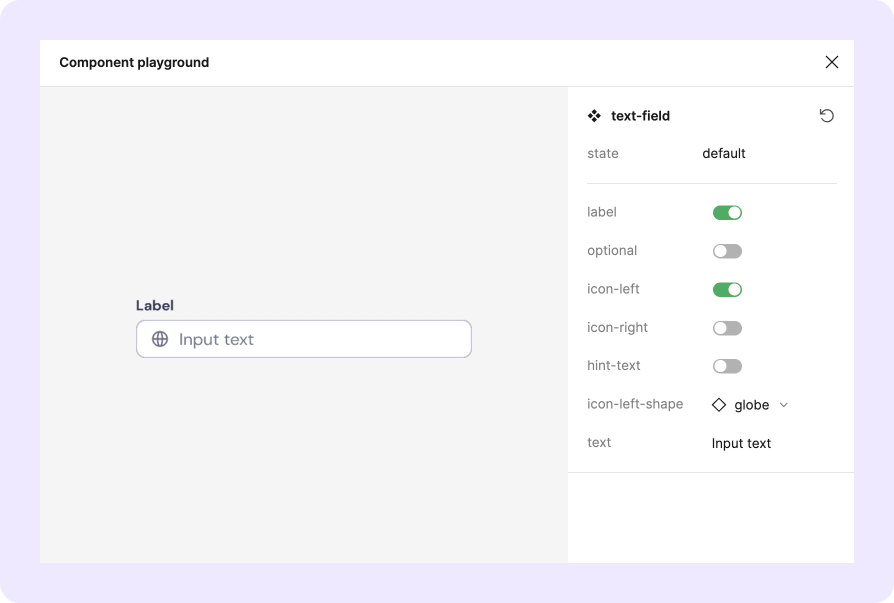 Component playground
text-field
state default
label
optional
icon-left
icon-right
hint-text
icon-left-shape globe
text Input text
Label
Input text